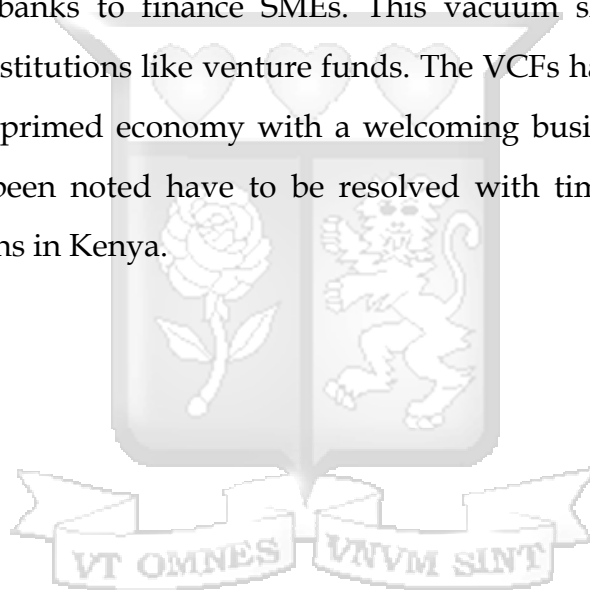 banks to finance SMEs. This vacuum s
stitutions like venture funds. The VCFs ha
primed economy with a welcoming busi
been noted have to be resolved with tim
ns in Kenya.
VT OMNES VNVM SINT